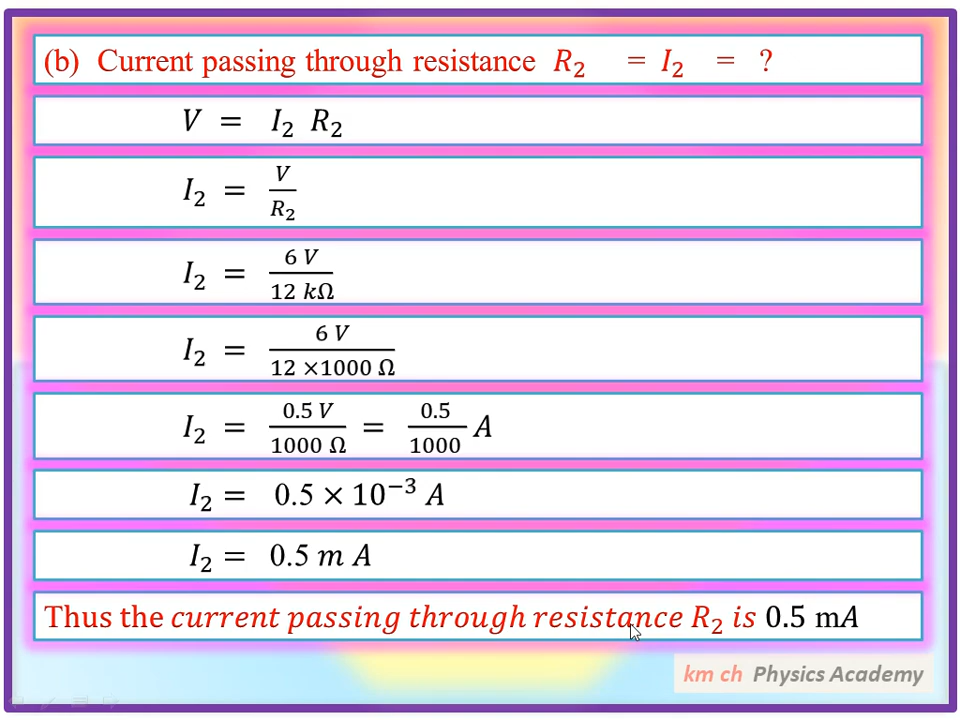 (b) Current passing through resistance R₂ = I₂ = ?
V = I₂ R₂
I₂ = V/R₂
I₂ = 6 V/12 kΩ
I₂ = 6 V/12 ×1000 Ω
I₂ = 0.5 V/1000 Ω = 0.5/1000 A
I₂ = 0.5 × 10⁻³ A
I₂ = 0.5 m A
Thus the current passing through resistance R₂ is 0.5 mA
km ch Physics Academy